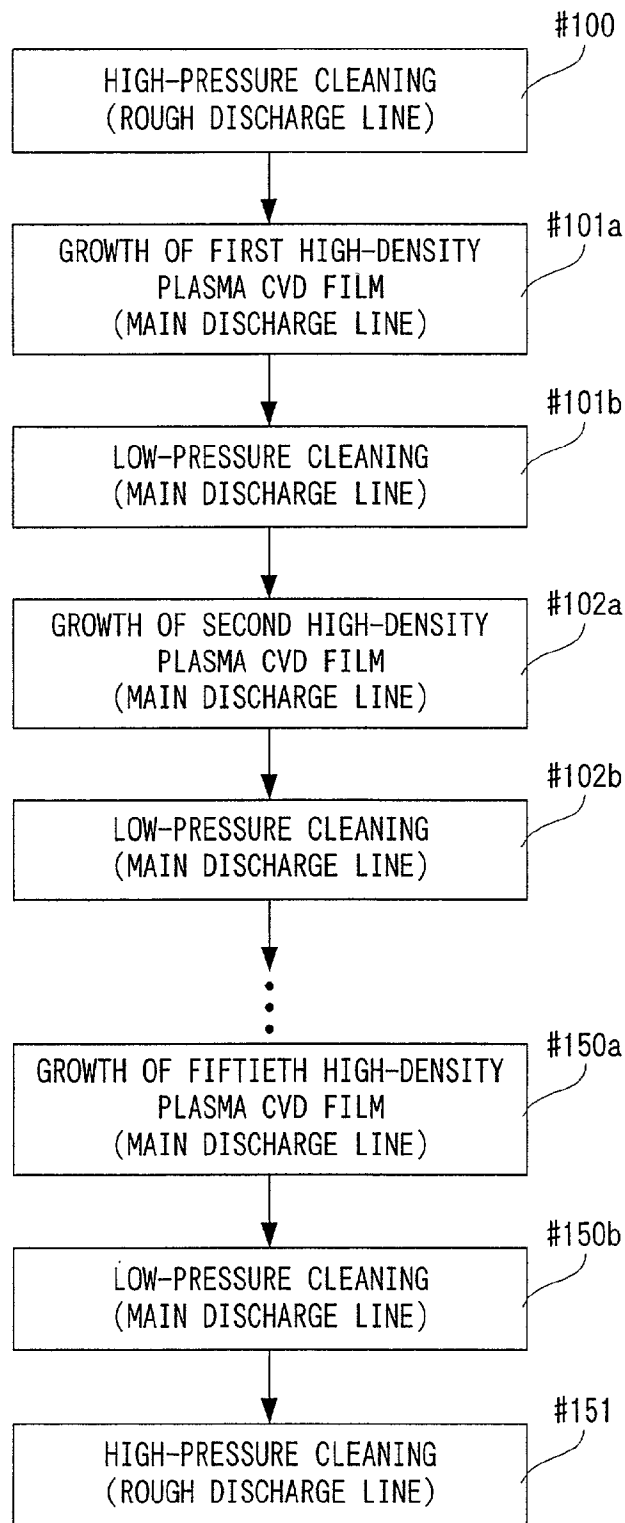 #100
HIGH-PRESSURE CLEANING
(ROUGH DISCHARGE LINE)
#101a
GROWTH OF FIRST HIGH-DENSITY
PLASMA CVD FILM
(MAIN DISCHARGE LINE)
#101b
LOW-PRESSURE CLEANING
(MAIN DISCHARGE LINE)
#102a
GROWTH OF SECOND HIGH-DENSITY
PLASMA CVD FILM
(MAIN DISCHARGE LINE)
#102b
LOW-PRESSURE CLEANING
(MAIN DISCHARGE LINE)
#150a
GROWTH OF FIFTIETH HIGH-DENSITY
PLASMA CVD FILM
(MAIN DISCHARGE LINE)
#150b
LOW-PRESSURE CLEANING
(MAIN DISCHARGE LINE)
#151
HIGH-PRESSURE CLEANING
(ROUGH DISCHARGE LINE)